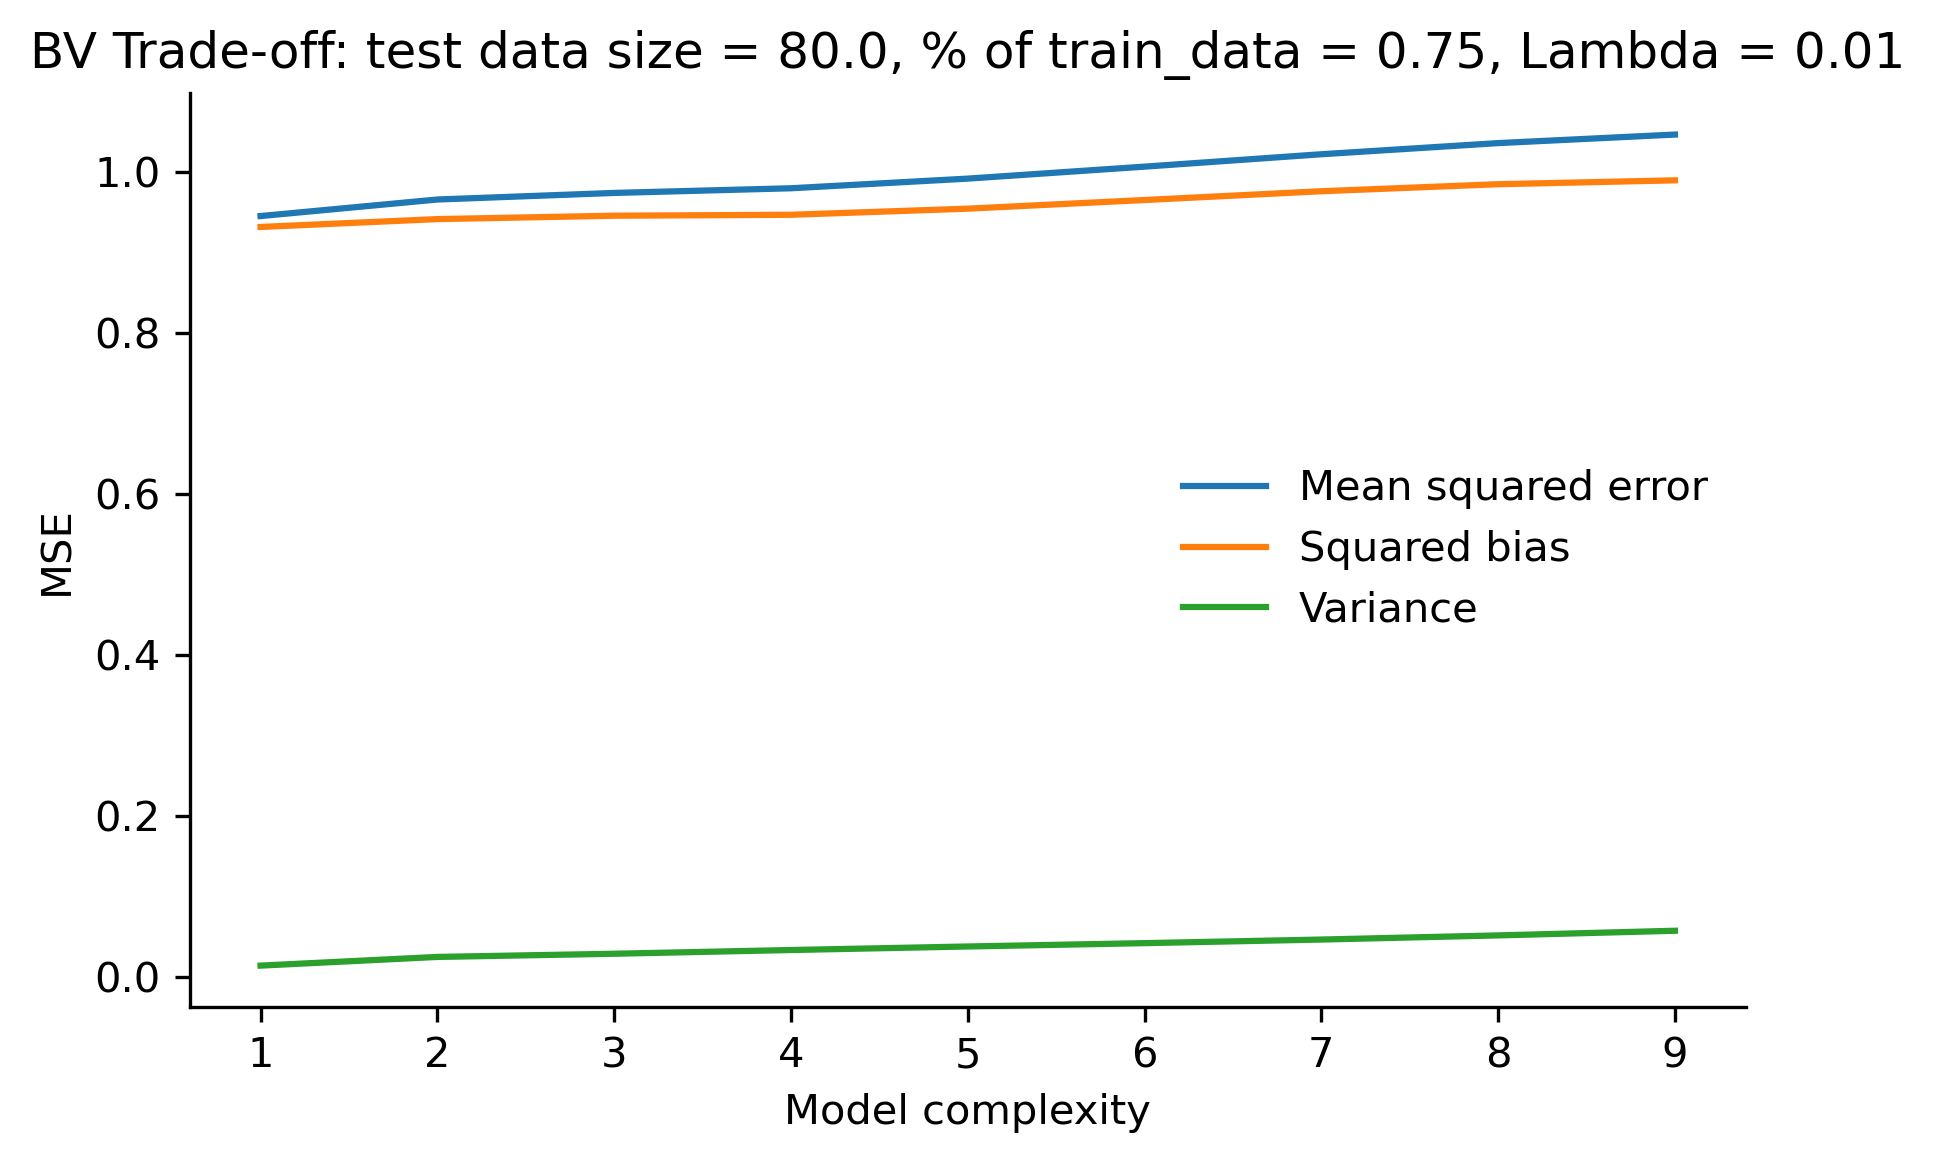 BV Trade-off: test data size = 80.0, % of train_data = 0.75, Lambda = 0.01
1.0
0.8
0.6
0.4
0.2
0.0
MSE
Mean squared error
Squared bias
Variance
1 2 3 4 5 6 7 8 9
Model complexity